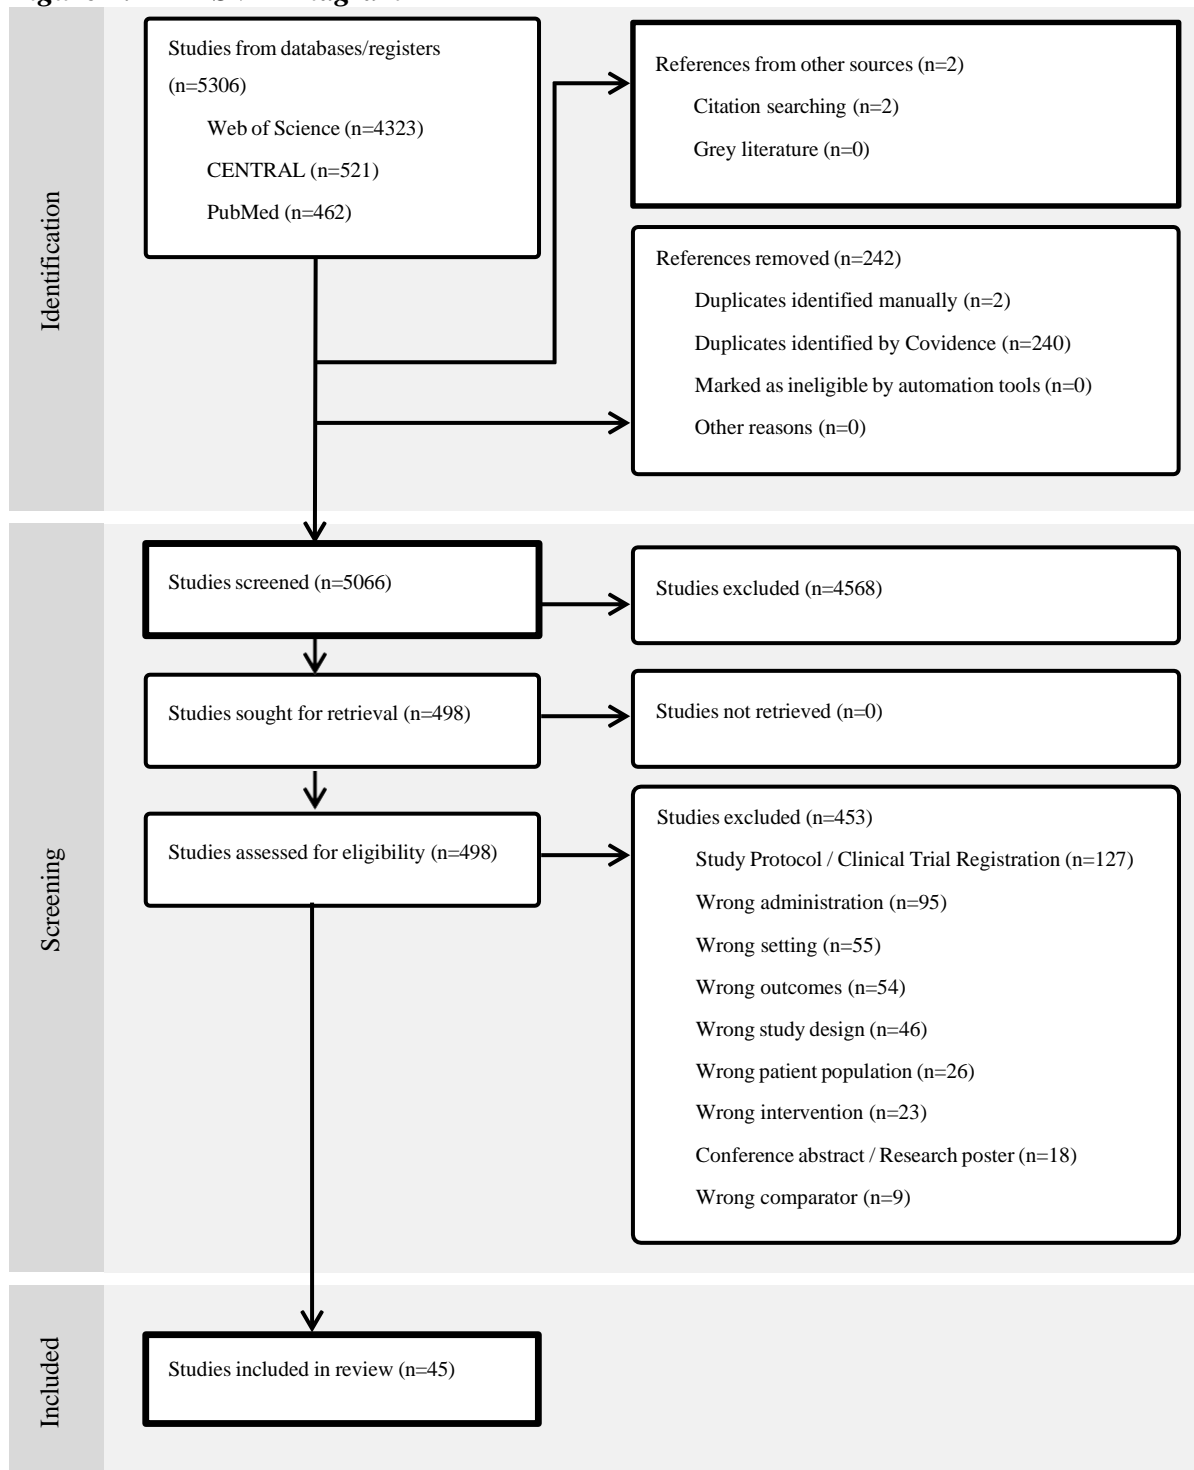 Identification
Studies from databases/registers
(n=5306)
Web of Science (n=4323)
CENTRAL (n=521)
PubMed (n=462)
References from other sources (n=2)
Citation searching (n=2)
Grey literature (n=0)
References removed (n=242)
Duplicates identified manually (n=2)
Duplicates identified by Covidence (n=240)
Marked as ineligible by automation tools (n=0)
Other reasons (n=0)
Screening
Studies screened (n=5066)
Studies excluded (n=4568)
Studies sought for retrieval (n=498)
Studies not retrieved (n=0)
Studies assessed for eligibility (n=498)
Studies excluded (n=453)
Study Protocol / Clinical Trial Registration (n=127)
Wrong administration (n=95)
Wrong setting (n=55)
Wrong outcomes (n=54)
Wrong study design (n=46)
Wrong patient population (n=26)
Wrong intervention (n=23)
Conference abstract / Research poster (n=18)
Wrong comparator (n=9)
Included
Studies included in review (n=45)